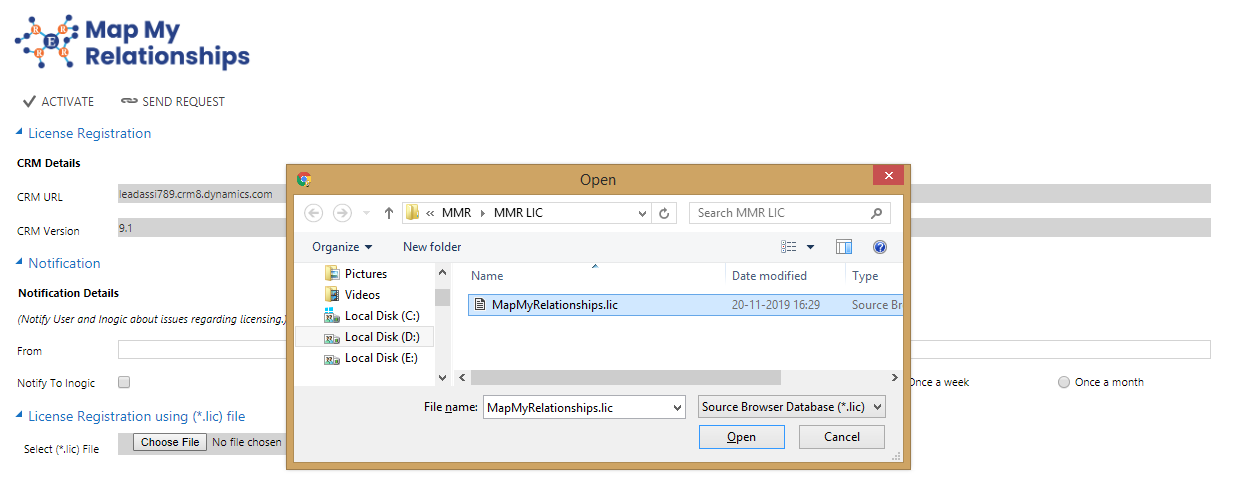 Map My
Relationships
ACTIVATE SEND REQUEST
License Registration
CRM Details
CRM URL leadassi789.crm8.dynamics.com
CRM Version 9.1
Notification
Notification Details
(Notify User and Inogic about issues regarding licensing.)
From
Notify To Inogic Once a week Once a month
License Registration using (*.lic) file
Select (*.lic) File Choose File No file chosen
Open
« MMR MMR LIC Search MMR LIC
Organize New folder
Name Date modified Type
Pictures
Videos
Local Disk (C:)
Local Disk (D:)
Local Disk (E:)
MapMyRelationships.lic 20-11-2019 16:29 Source Br
File name: MapMyRelationships.lic Source Browser Database (*.lic)
Open Cancel